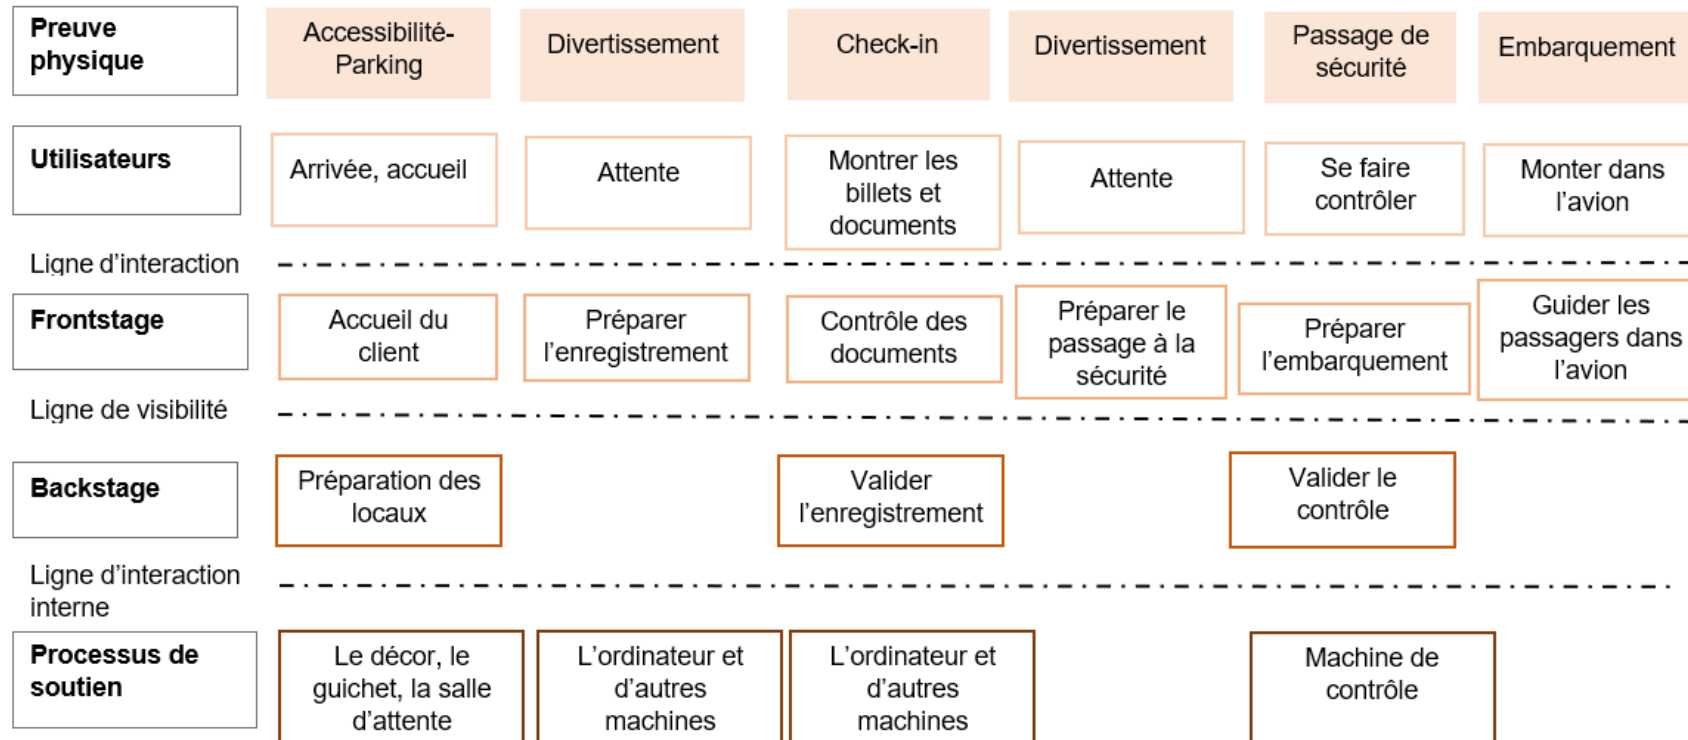 Preuve
physique
Accessibilité-
Parking
Divertissement
Check-in
Divertissement
Passage de
sécurité
Embarquement
Utilisateurs
Arrivée, accueil
Attente
Montrer les
billets et
documents
Attente
Se faire
contrôler
Monter dans
l’avion
Ligne d’interaction
Frontstage
Accueil du
client
Préparer
l’enregistrement
Contrôle des
documents
Préparer le
passage à la
sécurité
Préparer
l’embarquement
Guider les
passagers dans
l’avion
Ligne de visibilité
Backstage
Préparation des
locaux
Valider
l’enregistrement
Valider le
contrôle
Ligne d’interaction
interne
Processus de
soutien
Le décor, le
guichet, la salle
d’attente
L’ordinateur et
d’autres
machines
L’ordinateur et
d’autres
machines
Machine de
contrôle